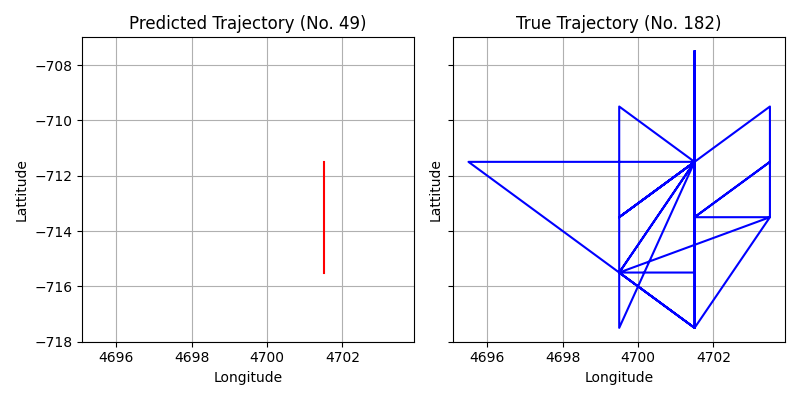 Predicted Trajectory (No. 49)
True Trajectory (No. 182)
−708
−710
−712
−714
−716
−718
Lattitude
Lattitude
4696
4698
4700
4702
4696
4698
4700
4702
Longitude
Longitude